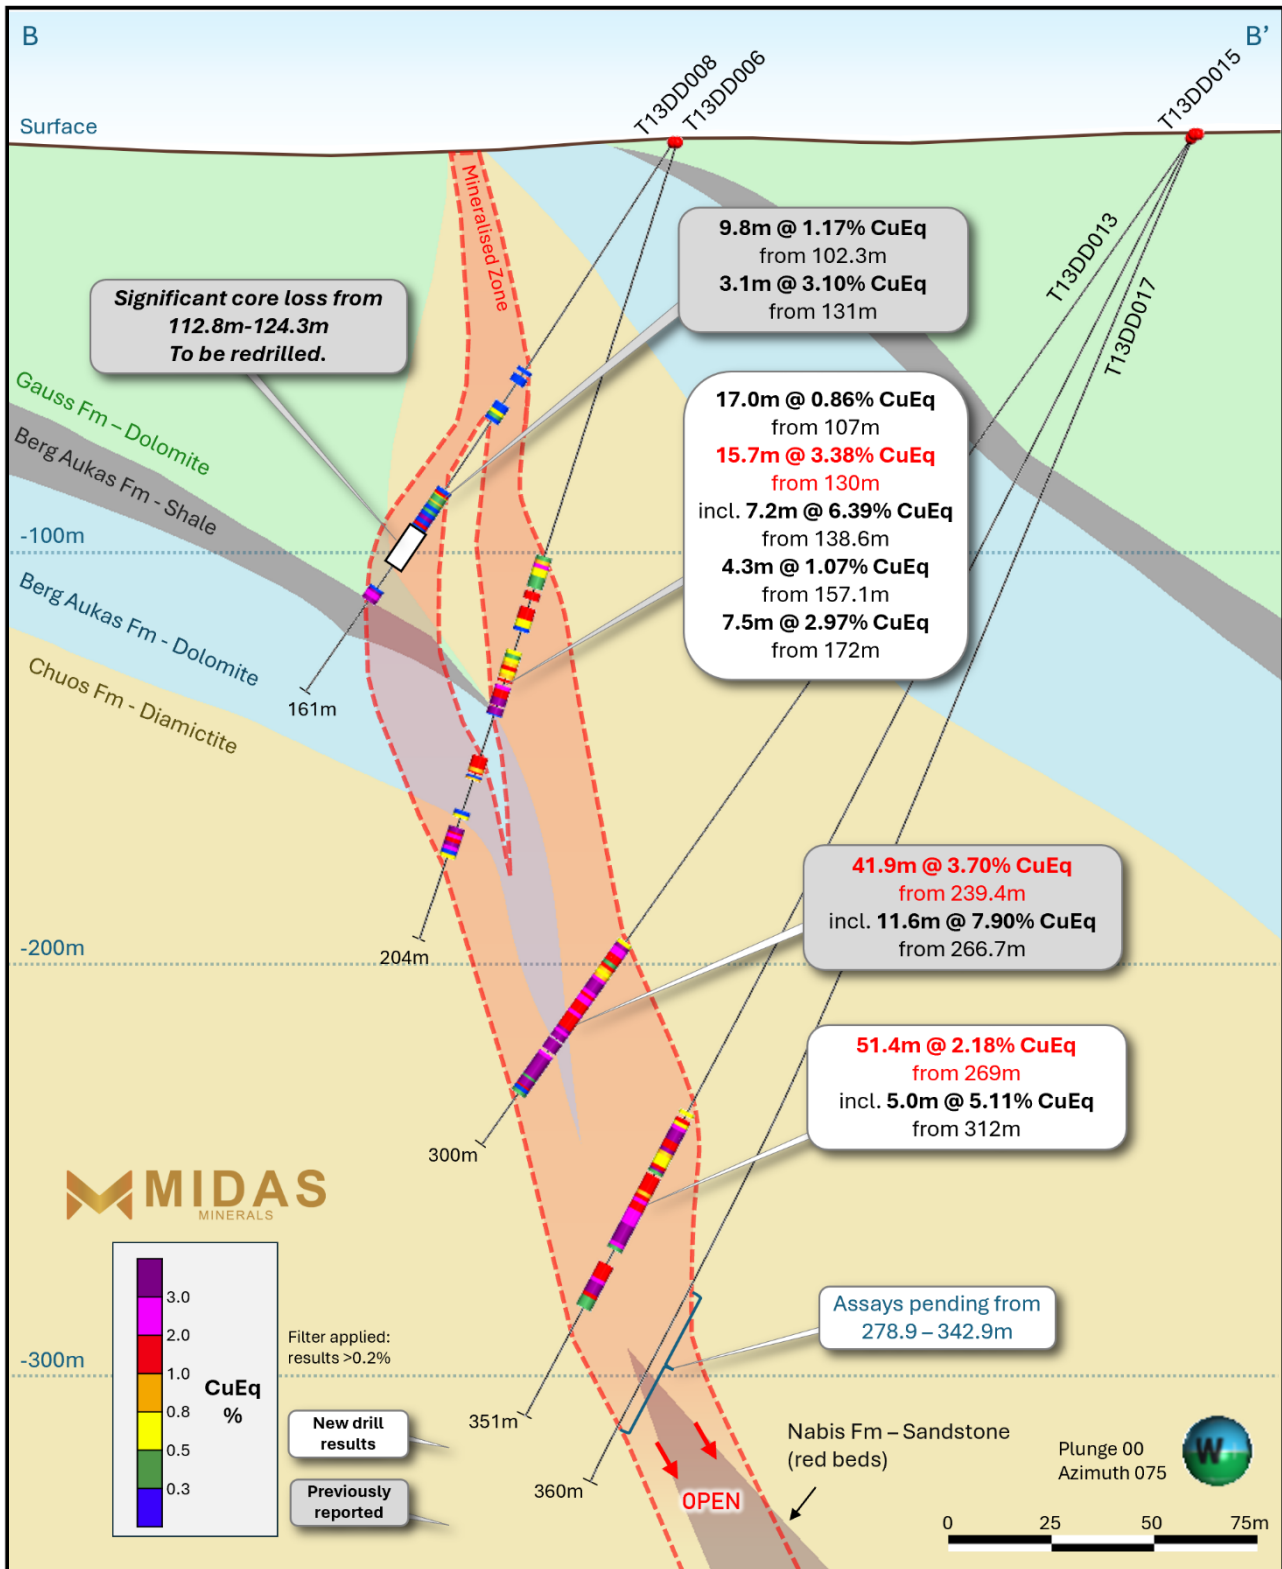 B
B'
T13DD008
T13DD006
T13DD015
Surface
Mineralised Zone
T13DD013
T13DD017
9.8m @ 1.17% CuEq
from 102.3m
3.1m @ 3.10% CuEq
from 131m
Significant core loss from
112.8m-124.3m
To be redrilled.
Gauss Fm – Dolomite
Berg Aukas Fm - Shale
-100m
Berg Aukas Fm - Dolomite
Chuos Fm - Diamictite
17.0m @ 0.86% CuEq
from 107m
15.7m @ 3.38% CuEq
from 130m
incl. 7.2m @ 6.39% CuEq
from 138.6m
4.3m @ 1.07% CuEq
from 157.1m
7.5m @ 2.97% CuEq
from 172m
161m
-200m
204m
41.9m @ 3.70% CuEq
from 239.4m
incl. 11.6m @ 7.90% CuEq
from 266.7m
51.4m @ 2.18% CuEq
from 269m
incl. 5.0m @ 5.11% CuEq
from 312m
300m
MIDAS
MINERALS
3.0
2.0
1.0
0.8
0.5
0.3
CuEq
%
Filter applied:
results >0.2%
Assays pending from
278.9 – 342.9m
-300m
351m
New drill
results
Previously
reported
360m
OPEN
Nabis Fm – Sandstone
(red beds)
Plunge 00
Azimuth 075
W
0 25 50 75m